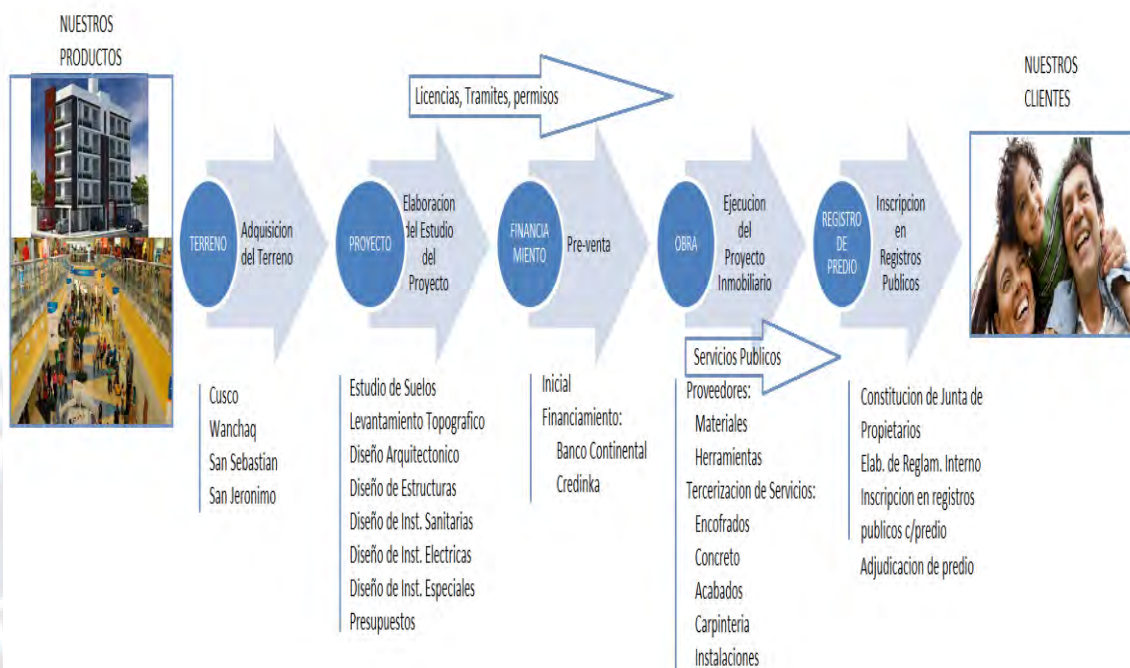 NUESTROS
PRODUCTOS
Licencias, Tramites, permisos
NUESTROS
CLIENTES
TERRENO
Adquisicion
del Terreno
PROYECTO
Elaboracion
del Estudio
del
Proyecto
FINANCIA
MIENTO
Pre-venta
OBRA
Ejecucion
del
Proyecto
Inmobiliario
REGISTRO
DE
PREDIO
Inscripcion
en
Registros
Publicos
Servicios Publicos
Cusco
Wanchaq
San Sebastian
San Jeronimo
Estudio de Suelos
Levantamiento Topografico
Diseño Arquitectonico
Diseño de Estructuras
Diseño de Inst. Sanitarias
Diseño de Inst. Electricas
Diseño de Inst. Especiales
Presupuestos
Inicial
Financiamiento:
Banco Continental
Credinka
Proveedores:
Materiales
Herramientas
Tercerizacion de Servicios:
Encofrados
Concreto
Acabados
Carpinteria
Instalaciones
Constitucion de Junta de
Propietarios
Elab. de Reglam. Interno
Inscripcion en registros
publicos c/predio
Adjudicacion de predio